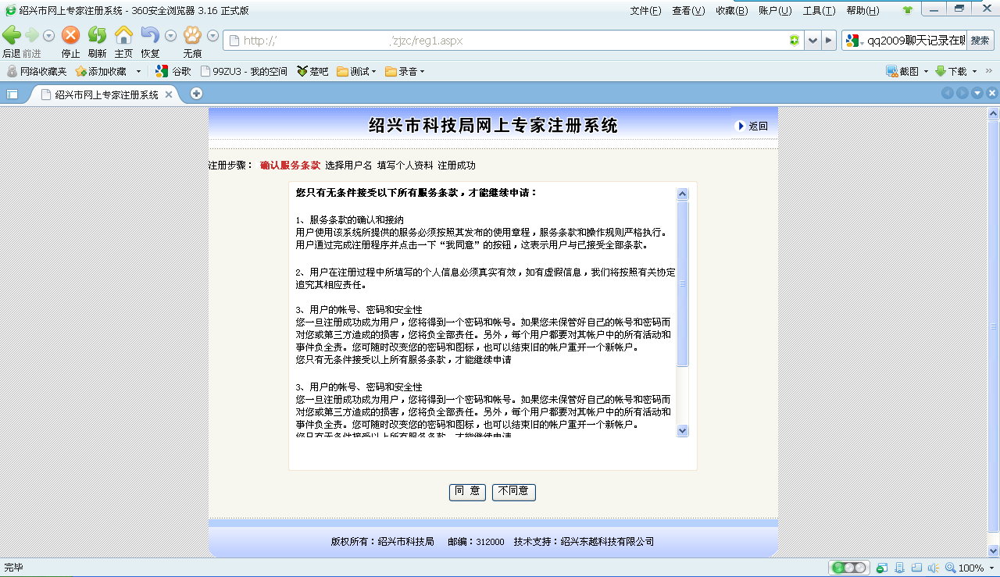 绍兴市网上专家注册系统 - 360安全浏览器 3.16 正式版
文件(F) 查看(V) 收藏(B) 账户(U) 工具(T) 帮助(H)
http://
/zjzc/reg1.aspx
qq2009聊天记录在
搜索
后退 前进 停止 刷新 主页 恢复 无痕
网络收藏夹 添加收藏 谷歌 99ZU3 - 我的空间 楚吧 测试 录音 截图 下载
绍兴市网上专家注册系统
绍兴市科技局网上专家注册系统
返回
注册步骤： 确认服务条款 选择用户名 填写个人资料 注册成功
您只有无条件接受以下所有服务条款，才能继续申请：
1、服务条款的确认和接纳
用户使用该系统所提供的服务必须按照其发布的使用章程，服务条款和操作规则严格执行。
用户通过完成注册程序并点击一下“我同意”的按钮，这表示用户与已接受全部条款。
2、用户在注册过程中所填写的个人信息必须真实有效，如有虚假信息，我们将按照有关协定
追究其相应责任。
3、用户的帐号、密码和安全性
您一旦注册成功成为用户，您将得到一个密码和帐号。如果您未保管好自己的帐号和密码而
对您或第三方造成的损害，您将负全部责任。另外，每个用户都要对其帐户中的所有活动和
事件负全责。您可随时改变您的密码和图标，也可以结束旧的帐户重开一个新帐户。
您只有无条件接受以上所有服务条款，才能继续申请
3、用户的帐号、密码和安全性
您一旦注册成功成为用户，您将得到一个密码和帐号。如果您未保管好自己的帐号和密码而
对您或第三方造成的损害，您将负全部责任。另外，每个用户都要对其帐户中的所有活动和
事件负全责。您可随时改变您的密码和图标，也可以结束旧的帐户重开一个新帐户。
您只有无条件接受以上所有服务条款，才能继续申请
同 意 不同意
版权所有：绍兴市科技局 邮编：312000 技术支持：绍兴东越科技有限公司
完毕
100%